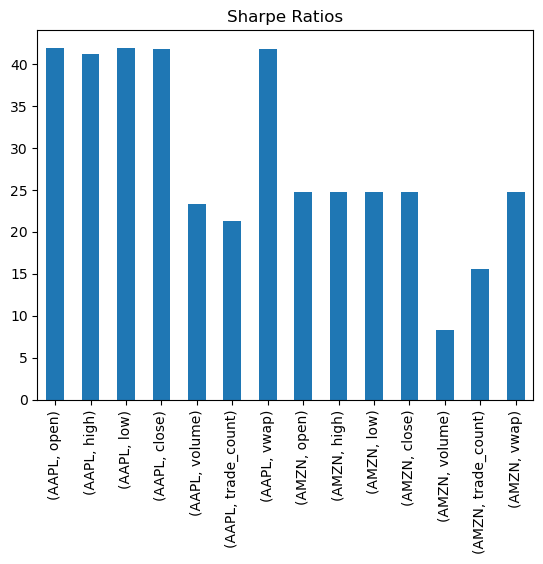 Sharpe Ratios
40
35
30
25
20
15
10
5
0
(AAPL, open)
(AAPL, high)
(AAPL, low)
(AAPL, close)
(AAPL, volume)
(AAPL, trade_count)
(AAPL, vwap)
(AMZN, open)
(AMZN, high)
(AMZN, low)
(AMZN, close)
(AMZN, volume)
(AMZN, trade_count)
(AMZN, vwap)